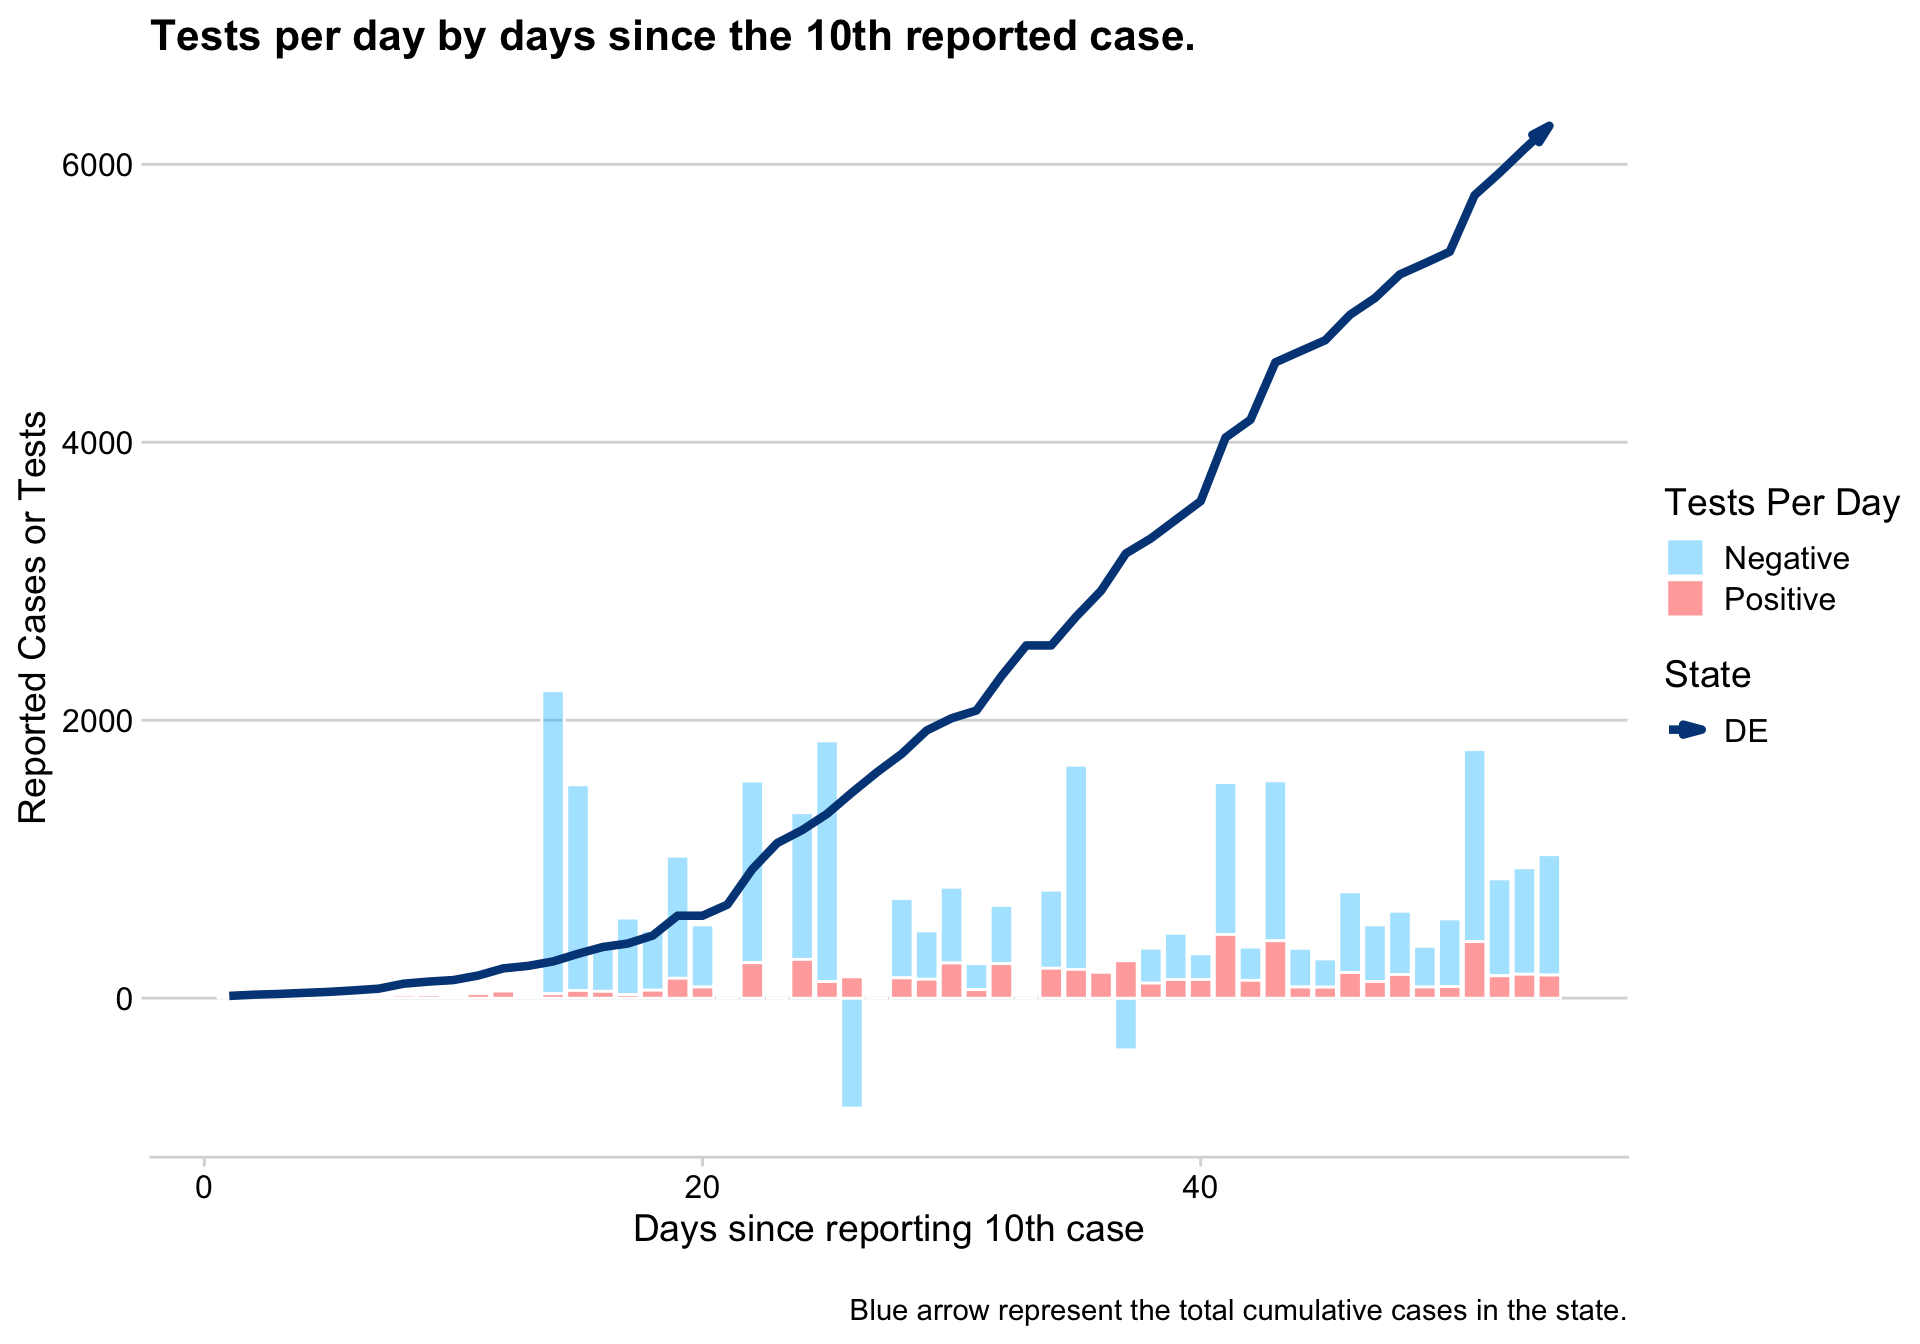 Tests per day by days since the 10th reported case.
6000
4000
2000
0
Reported Cases or Tests
0 20 40
Days since reporting 10th case
Tests Per Day
Negative
Positive
State
DE
Blue arrow represent the total cumulative cases in the state.